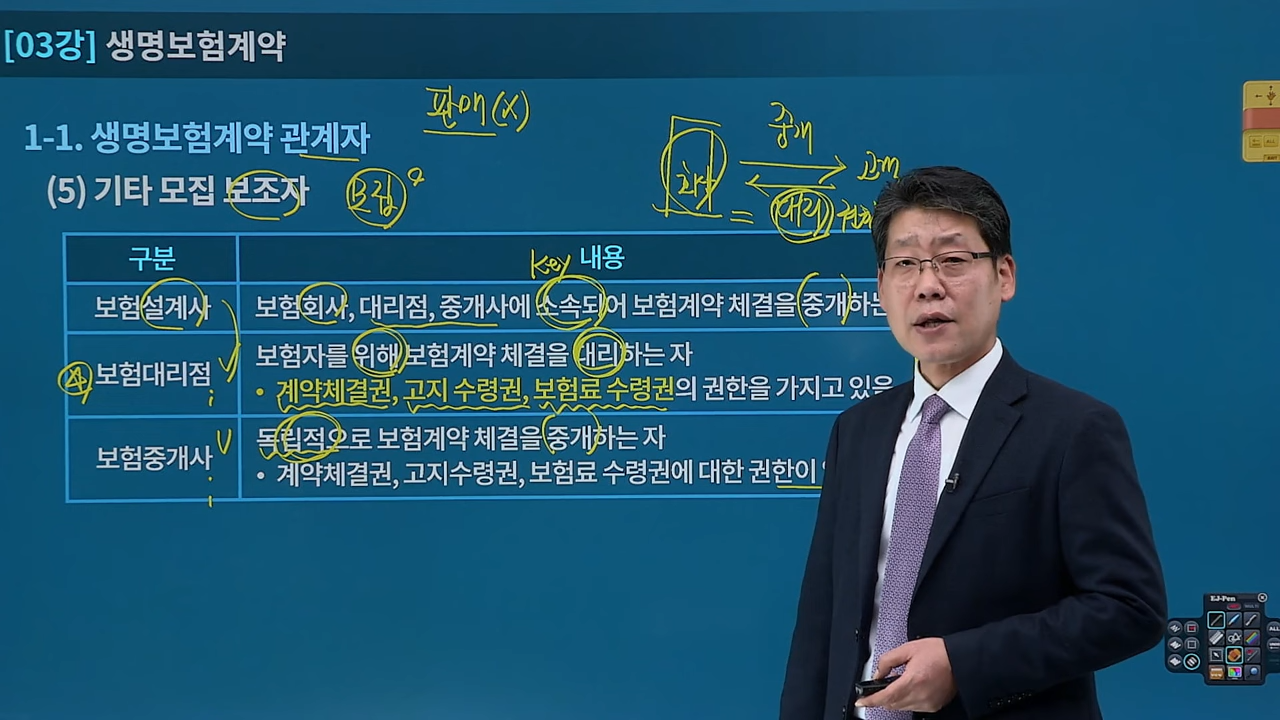 [03강] 생명보험계약
판매(X)
1-1. 생명보험계약 관계자
중개
(5) 기타 모집 보조자
모집
회사
대리
구분
Key
내용
보험설계사
보험회사, 대리점, 중개사에 소속되어 보험계약 체결을 중개하는
보험대리점
보험자를 위해 보험계약 체결을 대리하는 자
• 계약체결권, 고지 수령권, 보험료 수령권의 권한을 가지고 있음
보험중개사
독립적으로 보험계약 체결을 중개하는 자
• 계약체결권, 고지수령권, 보험료 수령권에 대한 권한이
EJ-Pen